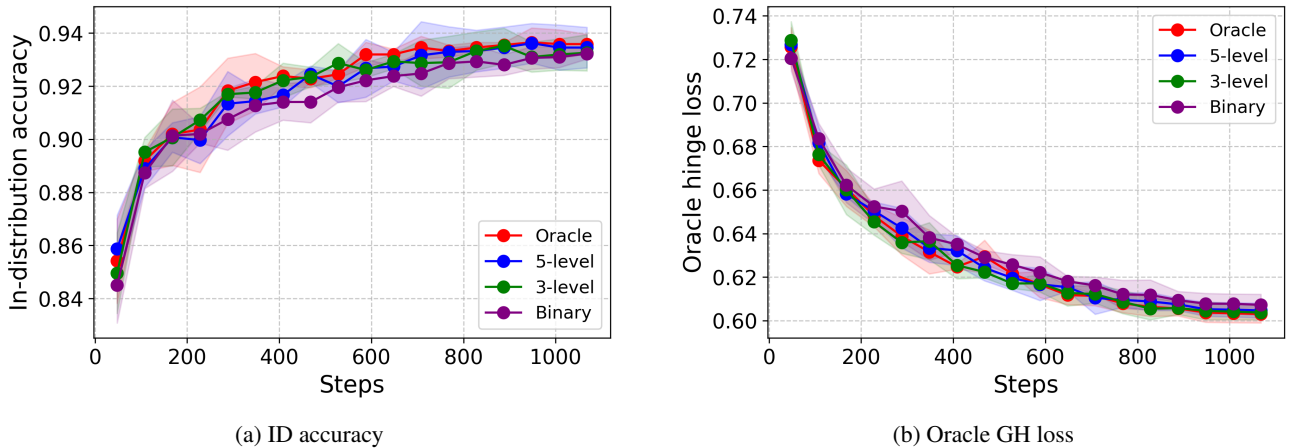 In-distribution accuracy
0.94
0.92
0.90
0.88
0.86
0.84
0
200
400
600
800
1000
Steps
Oracle
5-level
3-level
Binary
(a) ID accuracy
Oracle hinge loss
0.74
0.72
0.70
0.68
0.66
0.64
0.62
0.60
0
200
400
600
800
1000
Steps
Oracle
5-level
3-level
Binary
(b) Oracle GH loss